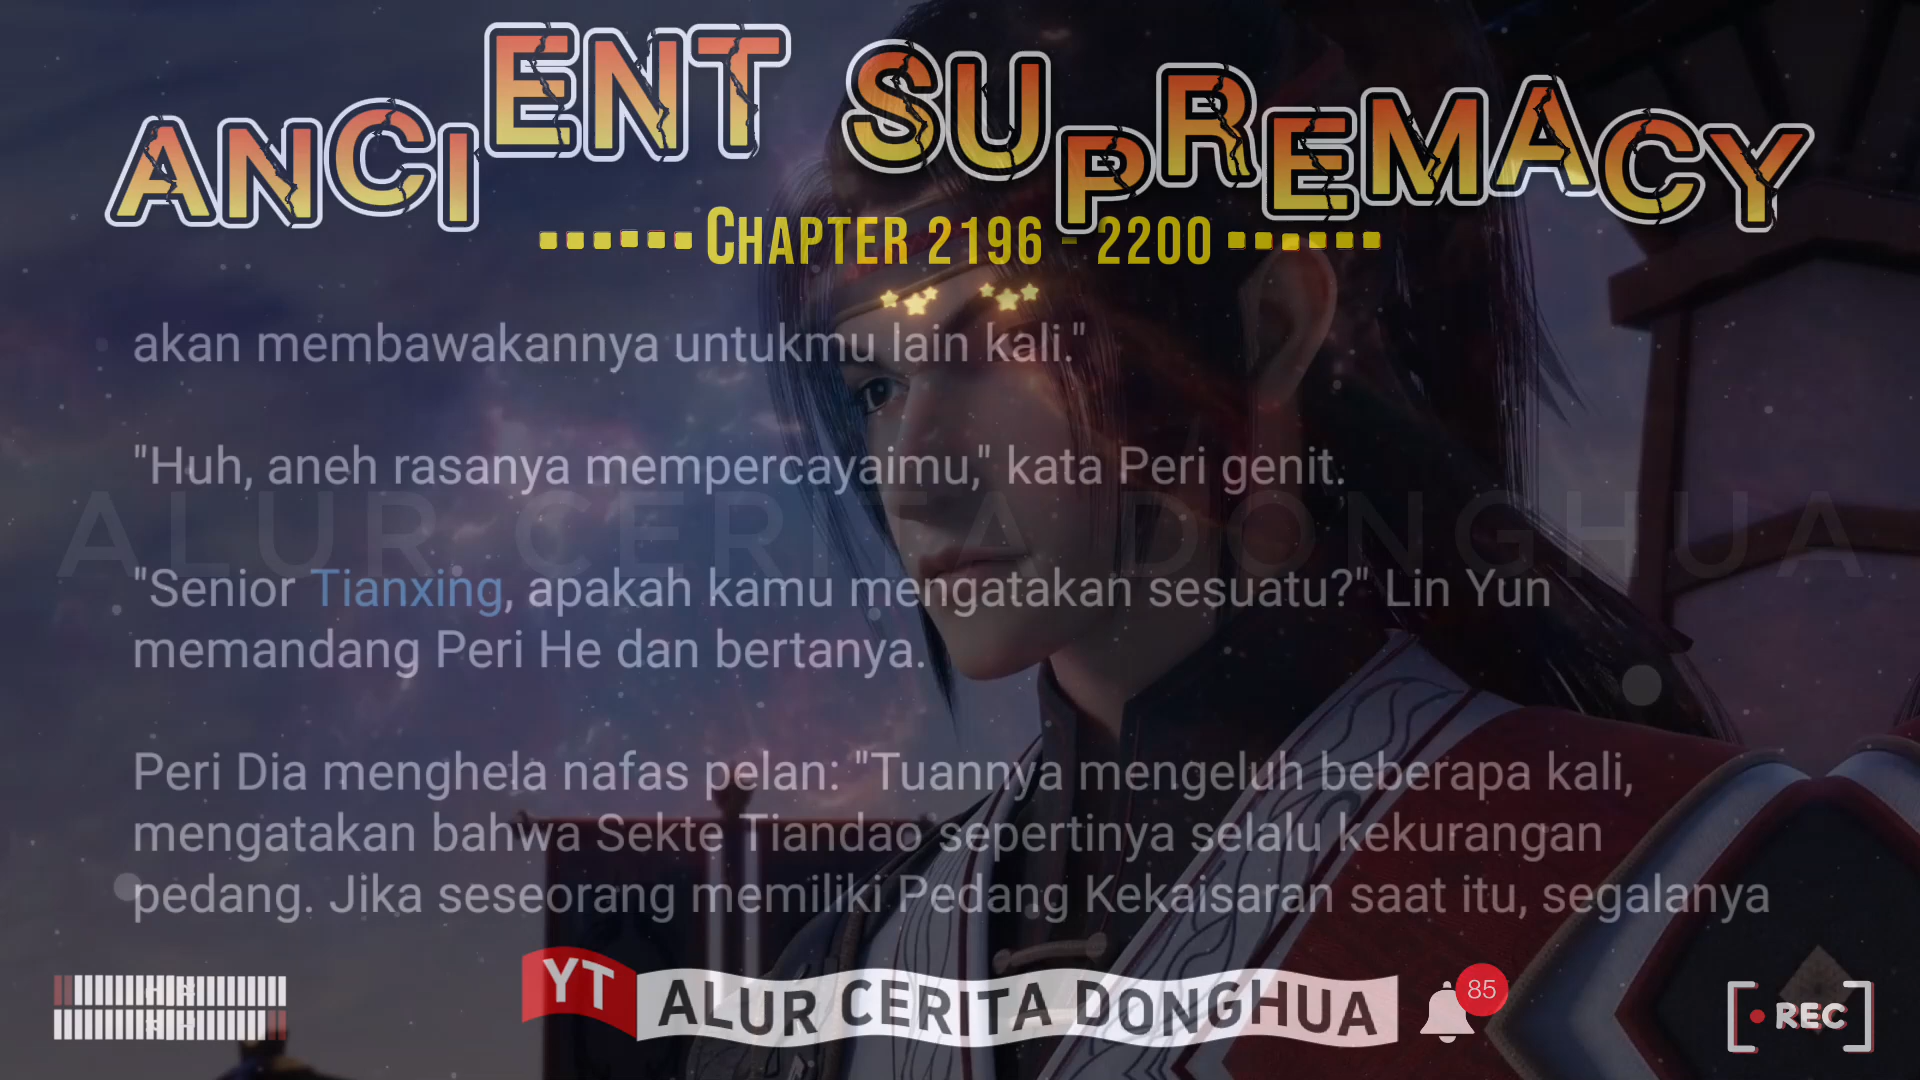 ANCIENT SUPREMACY
CHAPTER 2196 - 2200
akan membawakannya untukmu lain kali."
"Huh, aneh rasanya mempercayaimu," kata Peri genit.
ALUR CERITA DONGHUA
"Senior Tianxing, apakah kamu mengatakan sesuatu?" Lin Yun
memandang Peri He dan bertanya.
Peri Dia menghela nafas pelan: "Tuannya mengeluh beberapa kali,
mengatakan bahwa Sekte Tiandao sepertinya selalu kekurangan
pedang. Jika seseorang memiliki Pedang Kekaisaran saat itu, segalanya
YT ALUR CERITA DONGHUA
85
REC